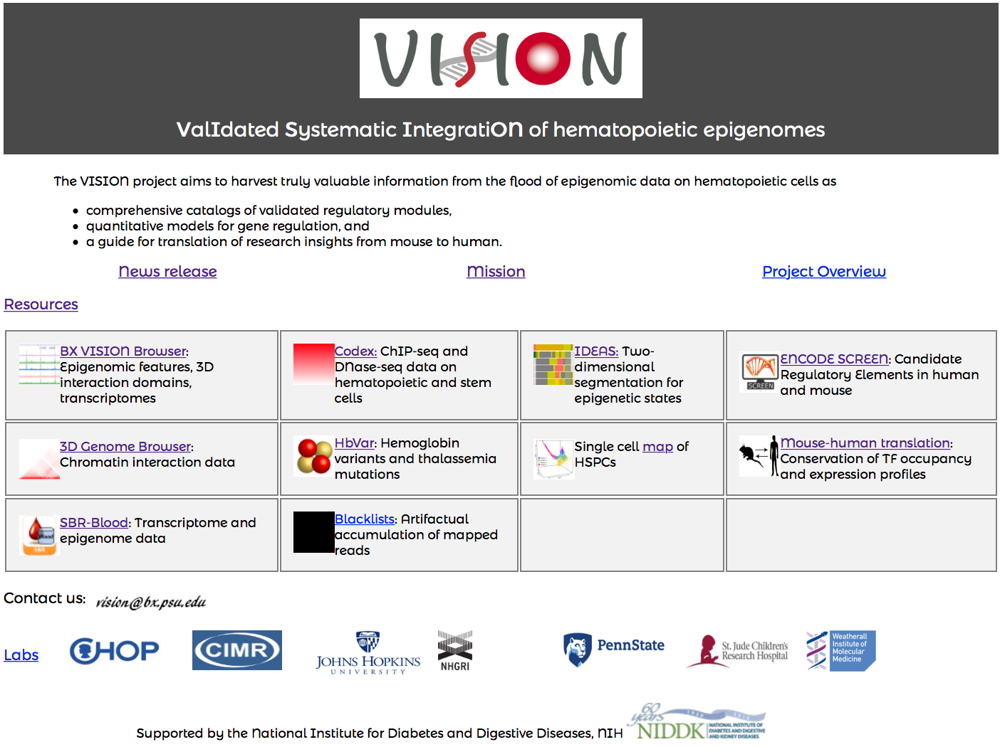 VISION
ValIdated Systematic IntegratiON of hematopoietic epigenomes
The VISION project aims to harvest truly valuable information from the flood of epigenomic data on hematopoietic cells as
• comprehensive catalogs of validated regulatory modules,
• quantitative models for gene regulation, and
• a guide for translation of research insights from mouse to human.
News release
Mission
Project Overview
Resources
BX VISION Browser:
Epigenomic features, 3D
interaction domains,
transcriptomes
Codex: ChIP-seq and
DNase-seq data on
hematopoietic and stem
cells
IDEAS: Two-
dimensional
segmentation for
epigenetic states
SCREEN
ENCODE SCREEN: Candidate
Regulatory Elements in human
and mouse
3D Genome Browser:
Chromatin interaction data
HbVar: Hemoglobin
variants and thalassemia
mutations
Single cell map of
HSPCs
Mouse-human translation:
Conservation of TF occupancy
and expression profiles
SBR
SBR-Blood: Transcriptome and
epigenome data
Blacklists: Artifactual
accumulation of mapped
reads
Contact us: vision@bx.psu.edu
Labs
CHOP
CIMR
JOHNS HOPKINS
UNIVERSITY
NHGRI
PennState
St. Jude Children's
Research Hospital
Weatherall
Institute of
Molecular
Medicine
Supported by the National Institute for Diabetes and Digestive Diseases, NIH
60
years
NIDDK
NATIONAL INSTITUTE OF
DIABETES AND DIGESTIVE
AND KIDNEY DISEASES